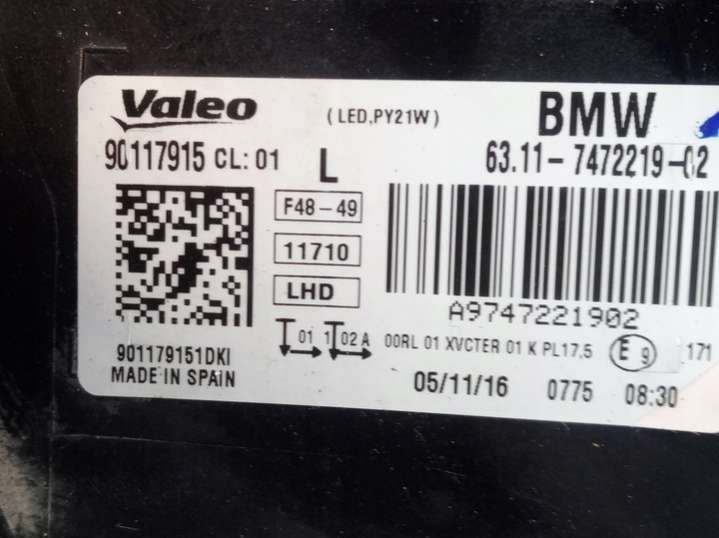 Valeo (LED,PY21W) BMW
90117915 CL: 01 L 63.11- 7472219-02
F48-49
11710
LHD
A9747221902
01 1 02 A 00RL 01 XVCTER 01 K PL17.5 E 9 171
901179151DKI
MADE IN SPAIN 05/11/16 0775 08:30